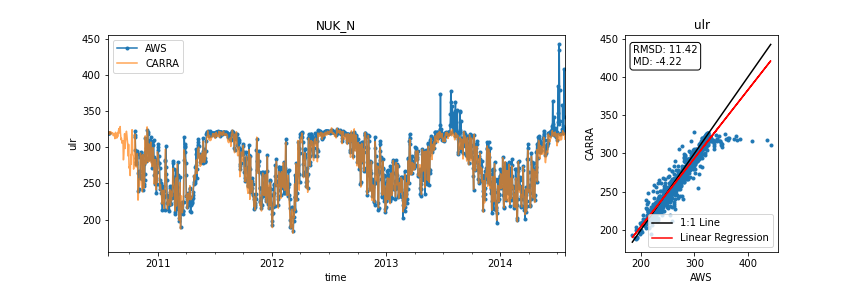 NUK_N
ulr
AWS
CARRA
450
400
350
300
250
200
ulr
2011
2012
2013
2014
time
ulr
RMSD: 11.42
MD: -4.22
450
400
350
300
250
200
CARRA
1:1 Line
Linear Regression
200
300
400
AWS